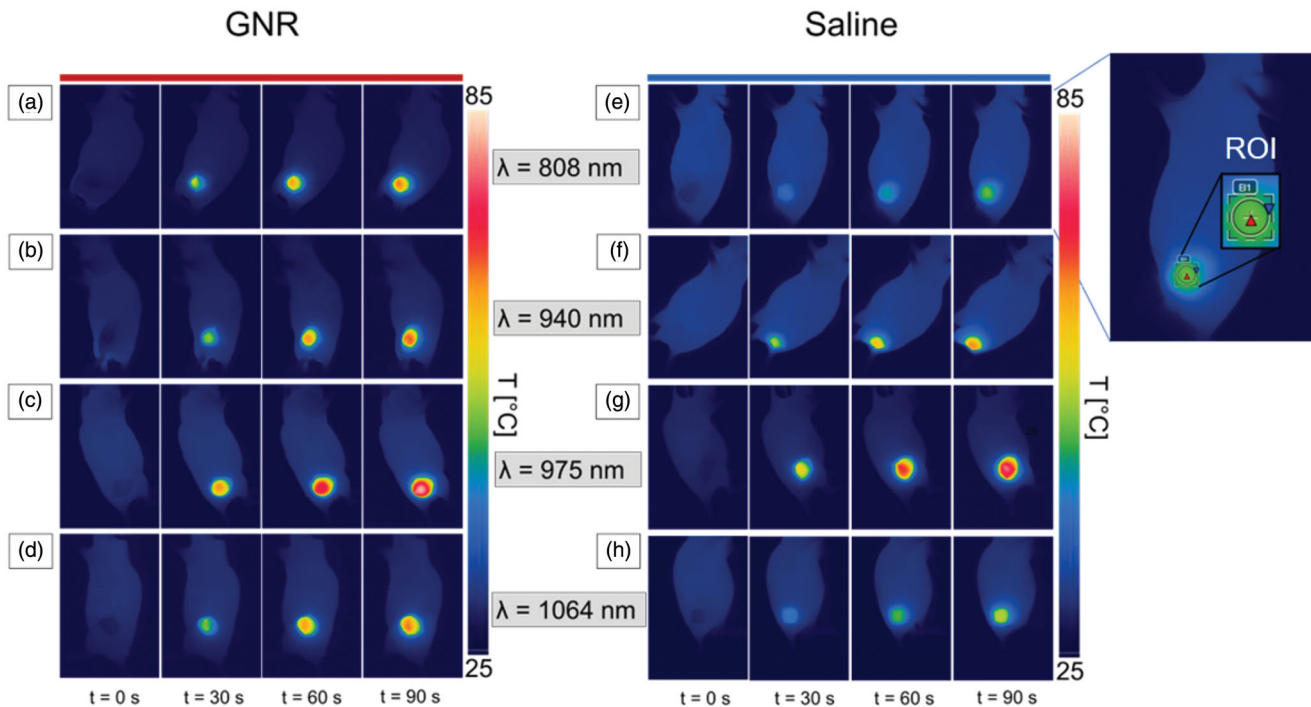 GNR
Saline
(a)
85
(e)
85
ROI
B1
λ = 808 nm
(b)
(f)
λ = 940 nm
(c)
T [°C]
(g)
T [°C]
λ = 975 nm
(d)
(h)
λ = 1064 nm
25
25
t = 0 s t = 30 s t = 60 s t = 90 s
t = 0 s t = 30 s t = 60 s t = 90 s